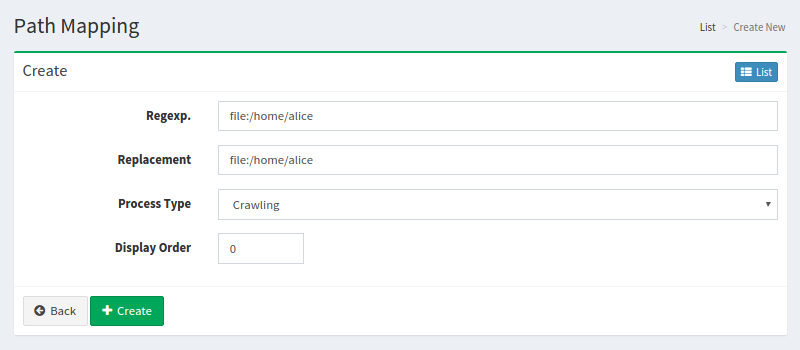 Path Mapping
List > Create New
Create
List
Regexp. file:/home/alice
Replacement file:/home/alice
Process Type Crawling
Display Order 0
Back Create